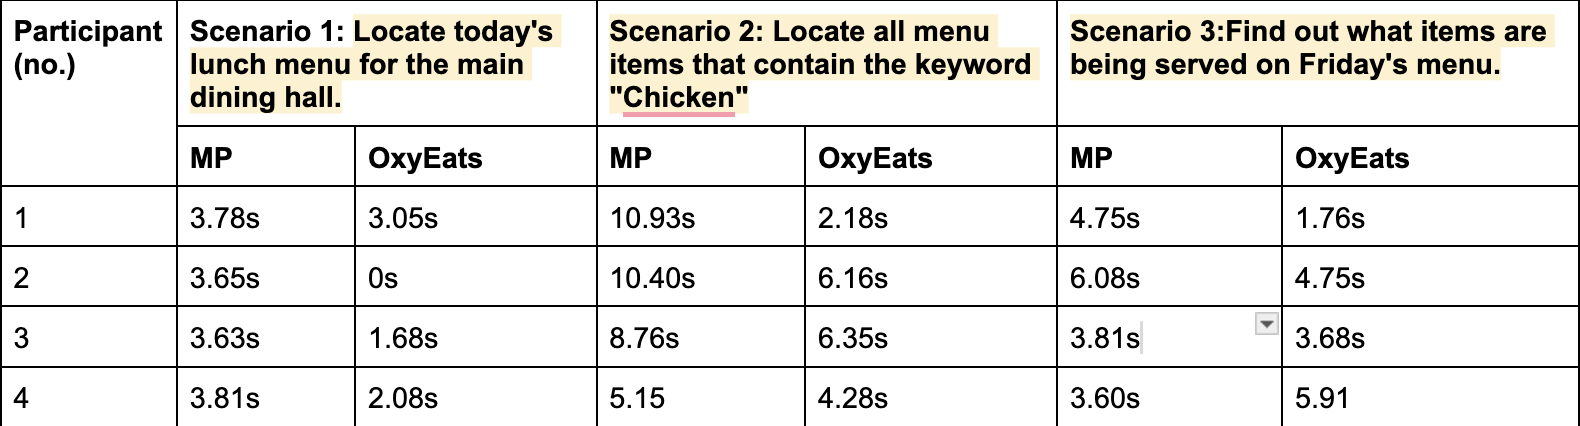 Participant (no.) Scenario 1: Locate today's lunch menu for the main dining hall. Scenario 2: Locate all menu items that contain the keyword "Chicken" Scenario 3:Find out what items are being served on Friday's menu.
MP OxyEats MP OxyEats MP OxyEats
1 3.78s 3.05s 10.93s 2.18s 4.75s 1.76s
2 3.65s 0s 10.40s 6.16s 6.08s 4.75s
3 3.63s 1.68s 8.76s 6.35s 3.81s 3.68s
4 3.81s 2.08s 5.15 4.28s 3.60s 5.91